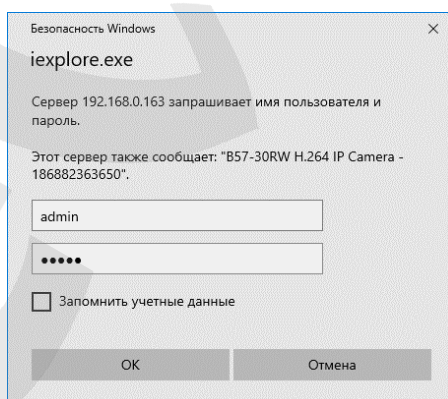 Безопасность Windows
iexplore.exe
Сервер 192.168.0.163 запрашивает имя пользователя и
пароль.
Этот сервер также сообщает: "B57-30RW H.264 IP Camera -
186882363650".
admin
●●●●●
Запомнить учетные данные
ОК
Отмена